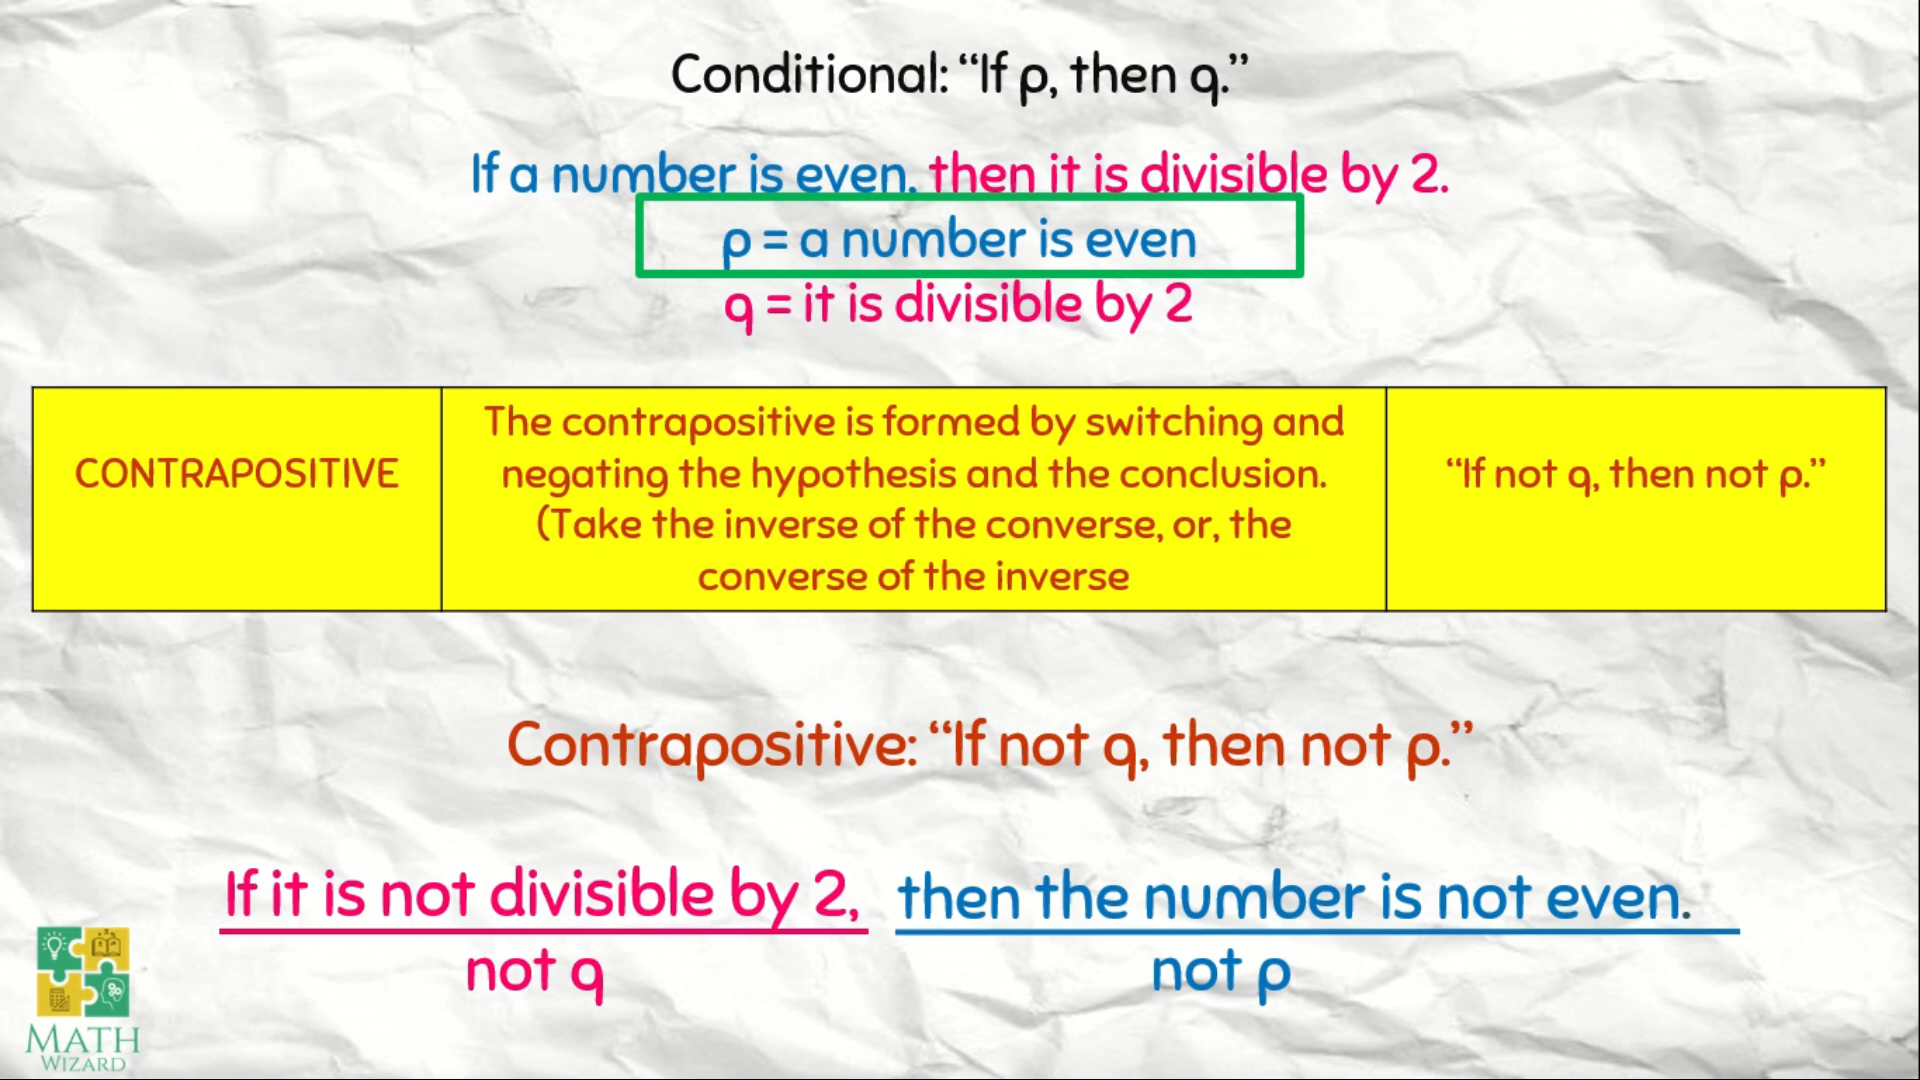 Conditional: “If p, then q.”
If a number is even, then it is divisible by 2.
p = a number is even
q = it is divisible by 2
CONTRAPOSITIVE
The contrapositive is formed by switching and
negating the hypothesis and the conclusion.
(Take the inverse of the converse, or, the
converse of the inverse
“If not q, then not p.”
Contrapositive: “If not q, then not p.”
If it is not divisible by 2, then the number is not even.
not q not p
MATH
WIZARD